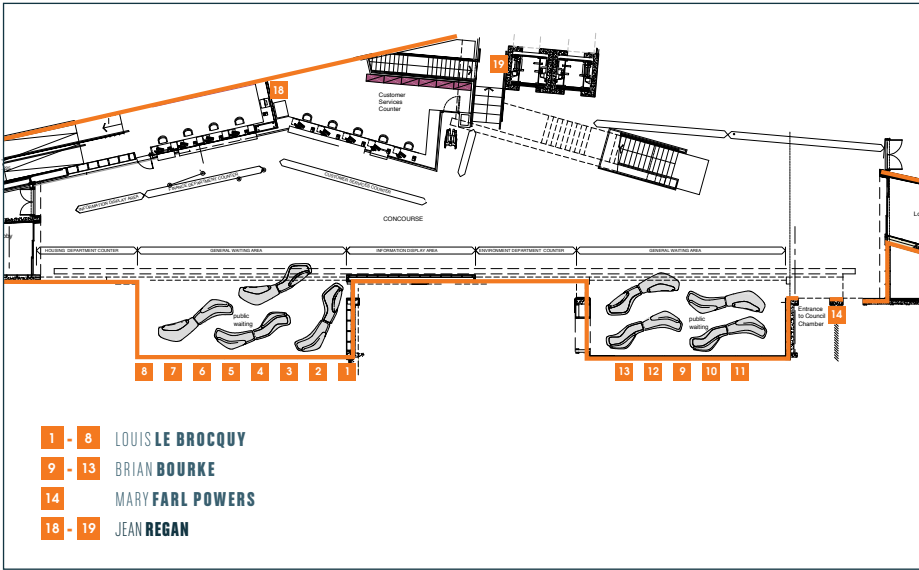 19
18
Customer
Services
Counter
INFORMATION DISPLAY AREA
FINANCE DEPARTMENT COUNTER
CUSTOMER SERVICES COUNTER
CONCOURSE
HOUSING DEPARTMENT COUNTER
GENERAL WAITING AREA
INFORMATION DISPLAY AREA
ENVIRONMENT DEPARTMENT COUNTER
GENERAL WAITING AREA
public
waiting
public
waiting
Entrance
to Council
Chamber
14
8 7 6 5 4 3 2 1
13 12 9 10 11
1 - 8 LOUIS LE BROCQUY
9 - 13 BRIAN BOURKE
14 MARY FARL POWERS
18 - 19 JEAN REGAN